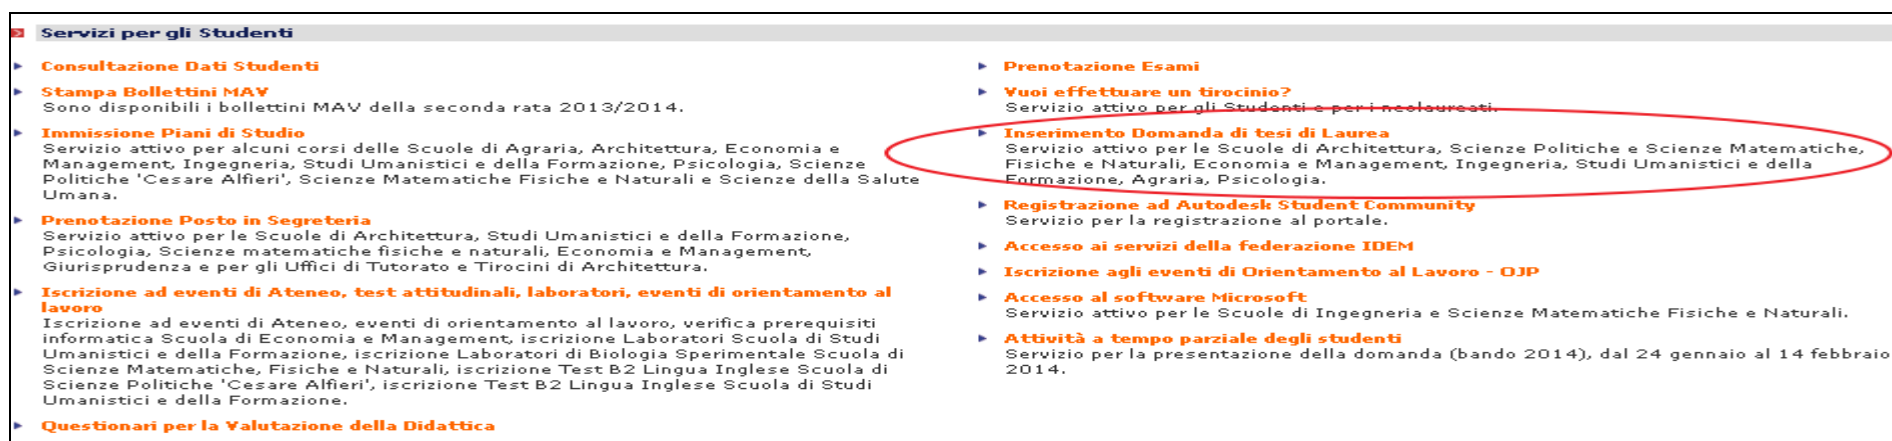 Servizi per gli Studenti
Consultazione Dati Studenti
Stampa Bollettini MAV
Sono disponibili i bollettini MAV della seconda rata 2013/2014.
Immissione Piani di Studio
Servizio attivo per alcuni corsi delle Scuole di Agraria, Architettura, Economia e
Management, Ingegneria, Studi Umanistici e della Formazione, Psicologia, Scienze
Politiche 'Cesare Alfieri', Scienze Matematiche Fisiche e Naturali e Scienze della Salute
Umana.
Prenotazione Posto in Segreteria
Servizio attivo per le Scuole di Architettura, Studi Umanistici e della Formazione,
Psicologia, Scienze matematiche fisiche e naturali, Economia e Management,
Giurisprudenza e per gli Uffici di Tutorato e Tirocini di Architettura.
Iscrizione ad eventi di Ateneo, test attitudinali, laboratori, eventi di orientamento al
lavoro
Iscrizione ad eventi di Ateneo, eventi di orientamento al lavoro, verifica prerequisiti
informatica Scuola di Economia e Management, iscrizione Laboratori Scuola di Studi
Umanistici e della Formazione, iscrizione Laboratori di Biologia Sperimentale Scuola di
Scienze Matematiche, Fisiche e Naturali, iscrizione Test B2 Lingua Inglese Scuola di
Scienze Politiche 'Cesare Alfieri', iscrizione Test B2 Lingua Inglese Scuola di Studi
Umanistici e della Formazione.
Questionari per la Valutazione della Didattica
Prenotazione Esami
Vuoi effettuare un tirocinio?
Servizio attivo per gli Studenti e per i neolaureati.
Inserimento Domanda di tesi di Laurea
Servizio attivo per le Scuole di Architettura, Scienze Politiche e Scienze Matematiche,
Fisiche e Naturali, Economia e Management, Ingegneria, Studi Umanistici e della
Formazione, Agraria, Psicologia.
Registrazione ad Autodesk Student Community
Servizio per la registrazione al portale.
Accesso ai servizi della federazione IDEM
Iscrizione agli eventi di Orientamento al Lavoro - OJP
Accesso al software Microsoft
Servizio attivo per le Scuole di Ingegneria e Scienze Matematiche Fisiche e Naturali.
Attività a tempo parziale degli studenti
Servizio per la presentazione della domanda (bando 2014), dal 24 gennaio al 14 febbraio
2014.